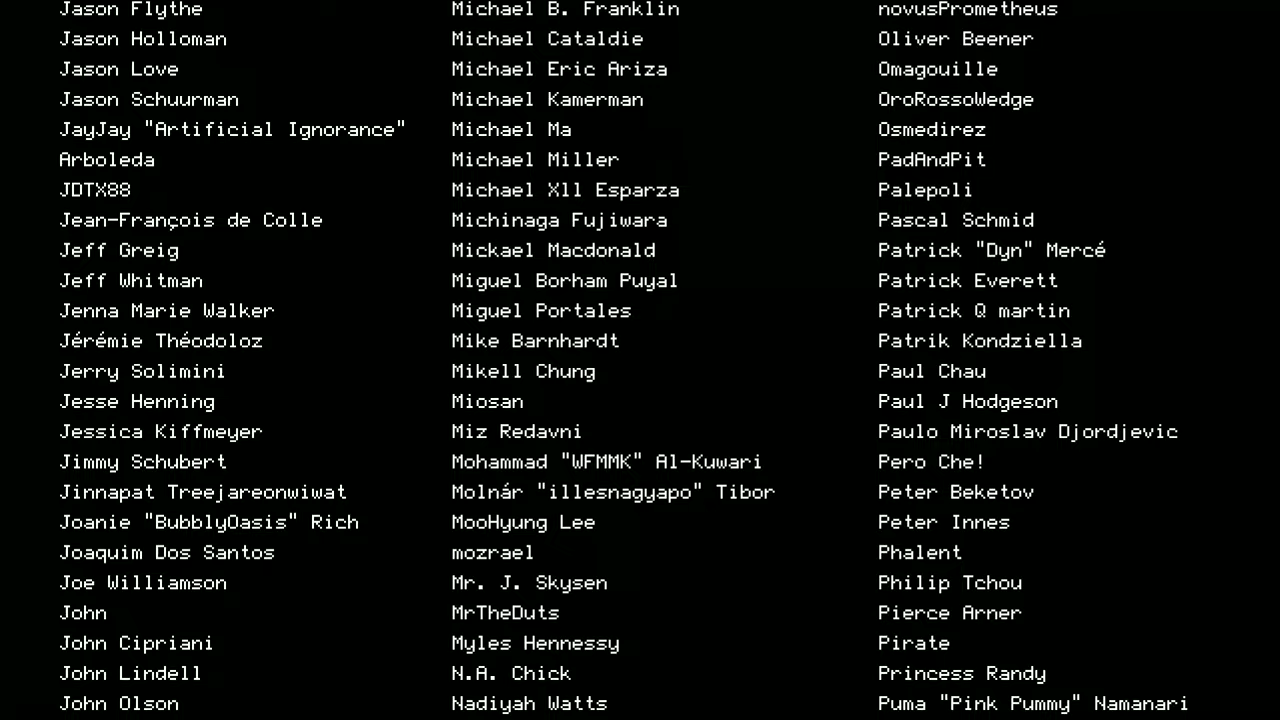 Jason Flythe
Jason Holloman
Jason Love
Jason Schuurman
JayJay "Artificial Ignorance"
Arboleda
JDTX88
Jean-François de Colle
Jeff Greig
Jeff Whitman
Jenna Marie Walker
Jérémie Théodoloz
Jerry Solimini
Jesse Henning
Jessica Kiffmeyer
Jimmy Schubert
Jinnapat Treejareonwiwat
Joanie "BubblyOasis" Rich
Joaquim Dos Santos
Joe Williamson
John
John Cipriani
John Lindell
John Olson
Michael B. Franklin
Michael Cataldie
Michael Eric Ariza
Michael Kamerman
Michael Ma
Michael Miller
Michael Xll Esparza
Michinaga Fujiwara
Mickael Macdonald
Miguel Borham Puyal
Miguel Portales
Mike Barnhardt
Mikell Chung
Miosan
Miz Redavni
Mohammad "WFMMK" Al-Kuwari
Molnár "illesnagyapo" Tibor
MooHyung Lee
mozrael
Mr. J. Skysen
MrTheDuts
Myles Hennessy
N.A. Chick
Nadiyah Watts
novusPrometheus
Oliver Beener
Omagouille
OroRossoWedge
Osmedirez
PadAndPit
Palepoli
Pascal Schmid
Patrick "Dyn" Mercé
Patrick Everett
Patrick Q martin
Patrik Kondziella
Paul Chau
Paul J Hodgeson
Paulo Miroslav Djordjevic
Pero Che!
Peter Beketov
Peter Innes
Phalent
Philip Tchou
Pierce Arner
Pirate
Princess Randy
Puma "Pink Pummy" Namanari